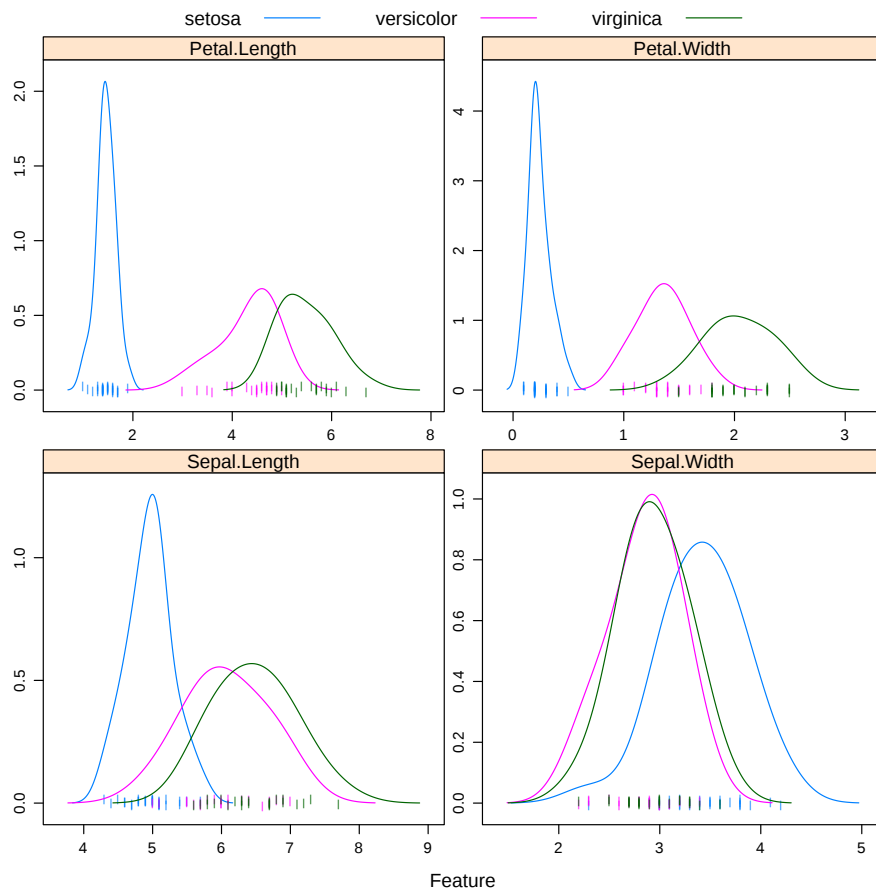 setosa versicolor virginica
Petal.Length Petal.Width
0.0 0.5 1.0 1.5 2.0
2 4 6 8
0 1 2 3 4
0 1 2 3
Sepal.Length Sepal.Width
0.0 0.5 1.0
4 5 6 7 8 9
0.0 0.2 0.4 0.6 0.8 1.0
2 3 4 5
Feature